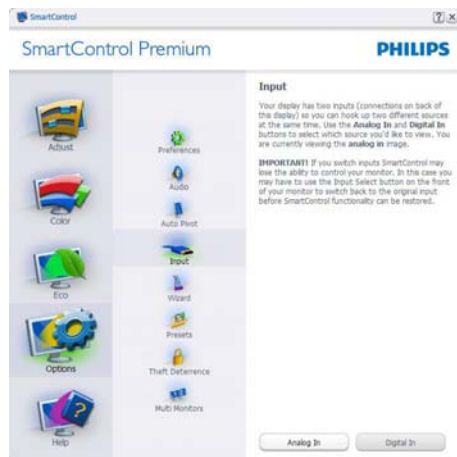 SmartControl
SmartControl Premium
PHILIPS
Adjust
Color
Eco
Options
Help
Preferences
Audio
Auto Pivot
Input
Wizard
Presets
Theft Deterrence
Multi Monitors
Input
Your display has two inputs (connections on back of
the display) so you can hook up two different sources
at the same time. Use the Analog In and Digital In
buttons to select which source you'd like to view. You
are currently viewing the analog in image.
IMPORTANT! If you switch inputs SmartControl may
lose the ability to control your monitor. In this case you
may have to use the Input Select button on the front
of your monitor to switch back to the original input
before SmartControl functionality can be restored.
Analog In
Digital In